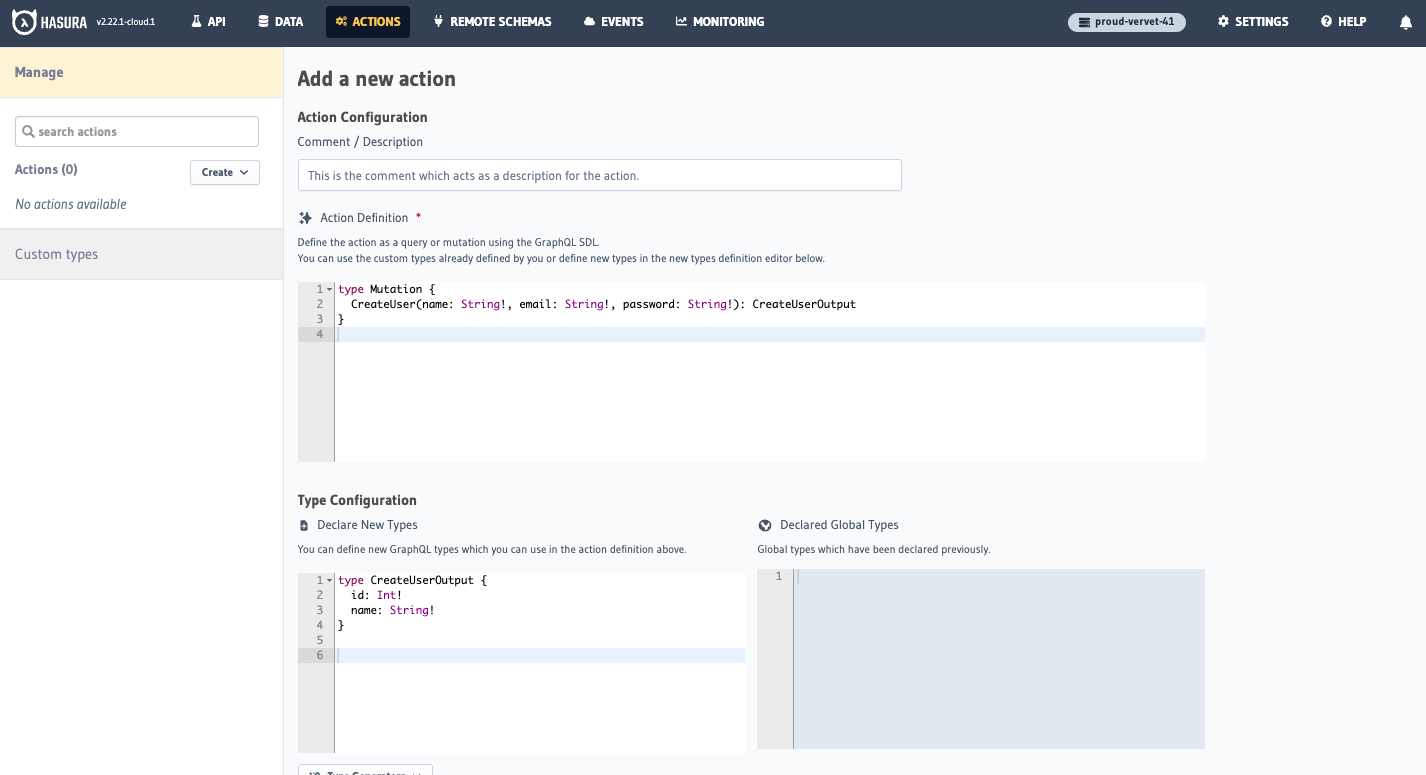 HASURA v2.22.1-cloud.1 API DATA ACTIONS REMOTE SCHEMAS EVENTS MONITORING proud-vervet-41 SETTINGS HELP
Manage
search actions
Actions (0) Create
No actions available
Custom types
Add a new action
Action Configuration
Comment / Description
This is the comment which acts as a description for the action.
Action Definition *
Define the action as a query or mutation using the GraphQL SDL.
You can use the custom types already defined by you or define new types in the new types definition editor below.
1 type Mutation {
2 CreateUser(name: String!, email: String!, password: String!): CreateUserOutput
3 }
4
Type Configuration
Declare New Types
You can define new GraphQL types which you can use in the action definition above.
1 type CreateUserOutput {
2 id: Int!
3 name: String!
4 }
5
6
Declared Global Types
Global types which have been declared previously.
1
Type Generators